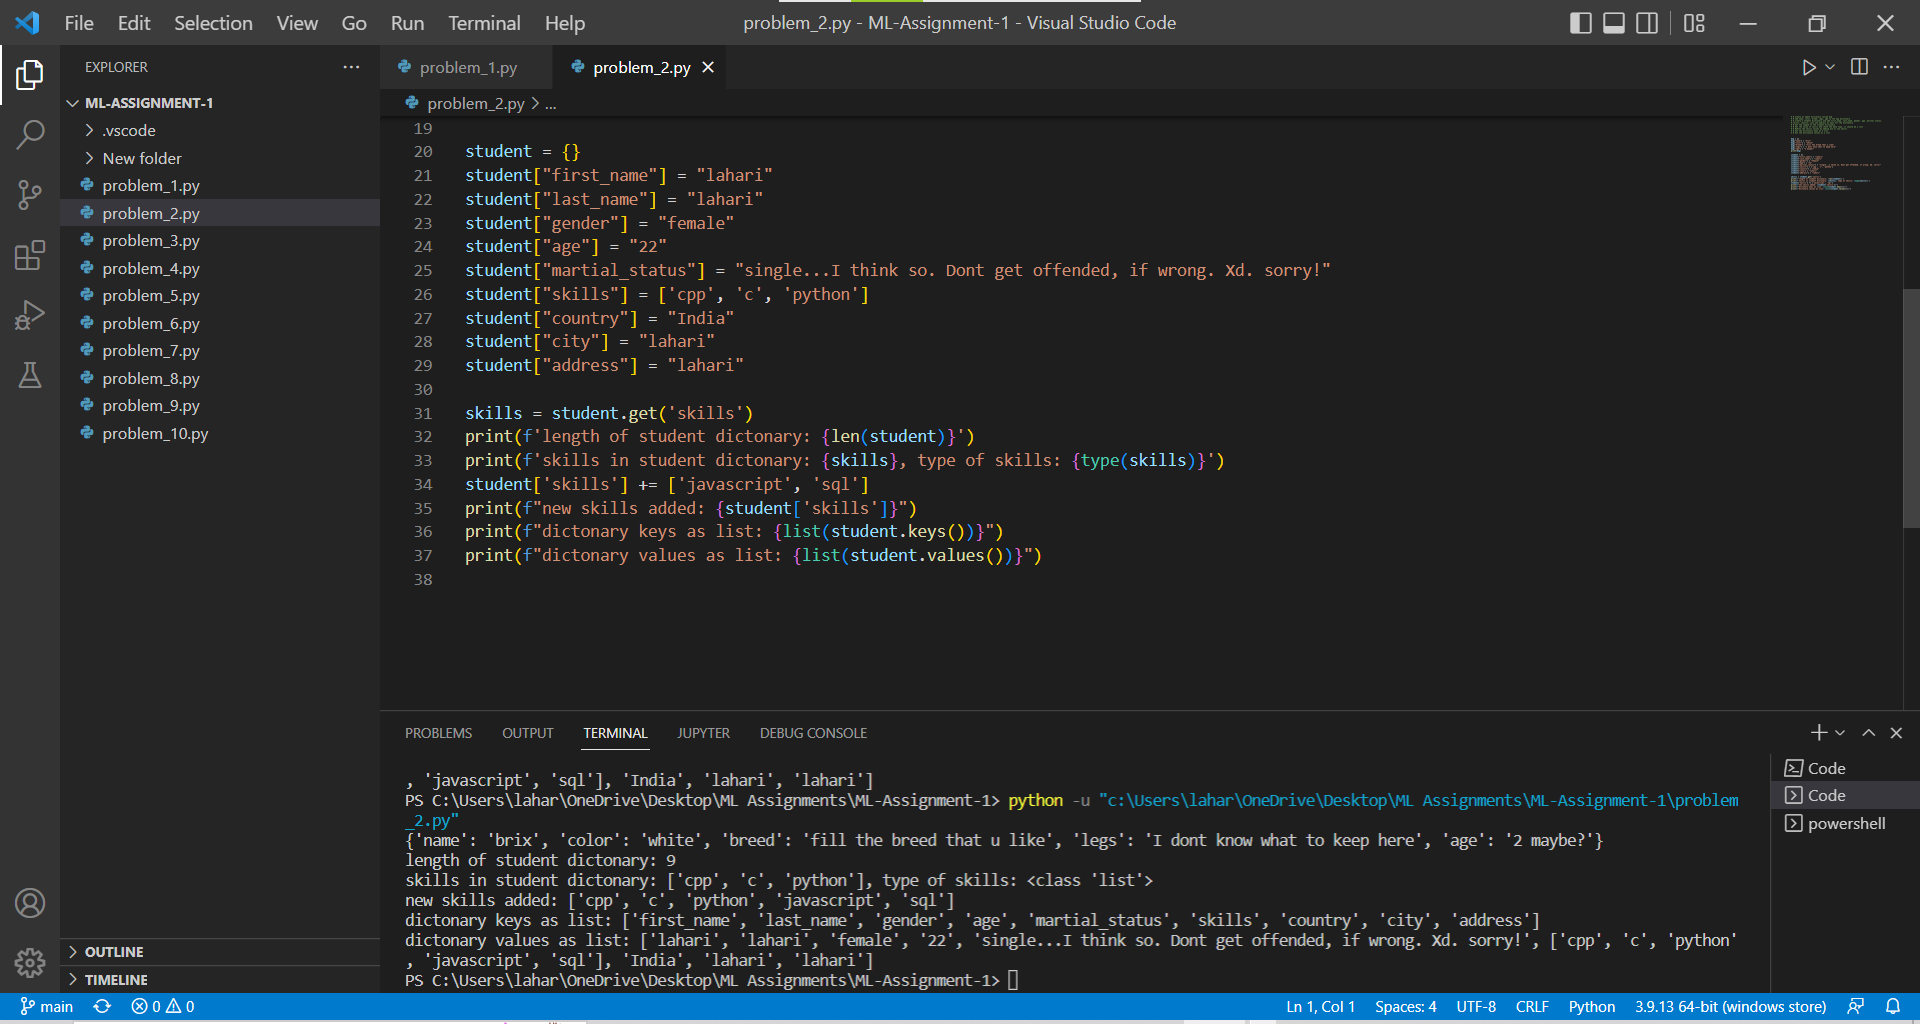 File Edit Selection View Go Run Terminal Help
problem_2.py - ML-Assignment-1 - Visual Studio Code
EXPLORER
ML-ASSIGNMENT-1
.vscode
New folder
problem_1.py
problem_2.py
problem_3.py
problem_4.py
problem_5.py
problem_6.py
problem_7.py
problem_8.py
problem_9.py
problem_10.py
OUTLINE
TIMELINE
problem_1.py
problem_2.py
problem_2.py > ...
19
20 student = {}
21 student["first_name"] = "lahari"
22 student["last_name"] = "lahari"
23 student["gender"] = "female"
24 student["age"] = "22"
25 student["martial_status"] = "single...I think so. Dont get offended, if wrong. Xd. sorry!"
26 student["skills"] = ['cpp', 'c', 'python']
27 student["country"] = "India"
28 student["city"] = "lahari"
29 student["address"] = "lahari"
30
31 skills = student.get('skills')
32 print(f'length of student dictonary: {len(student)}')
33 print(f'skills in student dictonary: {skills}, type of skills: {type(skills)}')
34 student['skills'] += ['javascript', 'sql']
35 print(f"new skills added: {student['skills']}")
36 print(f"dictonary keys as list: {list(student.keys())}")
37 print(f"dictonary values as list: {list(student.values())}")
38
PROBLEMS OUTPUT TERMINAL JUPYTER DEBUG CONSOLE
, 'javascript', 'sql'], 'India', 'lahari', 'lahari']
PS C:\Users\lahar\OneDrive\Desktop\ML Assignments\ML-Assignment-1> python -u "c:\Users\lahar\OneDrive\Desktop\ML Assignments\ML-Assignment-1\problem
_2.py"
{'name': 'brix', 'color': 'white', 'breed': 'fill the breed that u like', 'legs': 'I dont know what to keep here', 'age': '2 maybe?'}
length of student dictonary: 9
skills in student dictonary: ['cpp', 'c', 'python'], type of skills: <class 'list'>
new skills added: ['cpp', 'c', 'python', 'javascript', 'sql']
dictonary keys as list: ['first_name', 'last_name', 'gender', 'age', 'martial_status', 'skills', 'country', 'city', 'address']
dictonary values as list: ['lahari', 'lahari', 'female', '22', 'single...I think so. Dont get offended, if wrong. Xd. sorry!', ['cpp', 'c', 'python'
, 'javascript', 'sql'], 'India', 'lahari', 'lahari']
PS C:\Users\lahar\OneDrive\Desktop\ML Assignments\ML-Assignment-1>
Code
Code
powershell
main 0 0
Ln 1, Col 1 Spaces: 4 UTF-8 CRLF Python 3.9.13 64-bit (windows store)